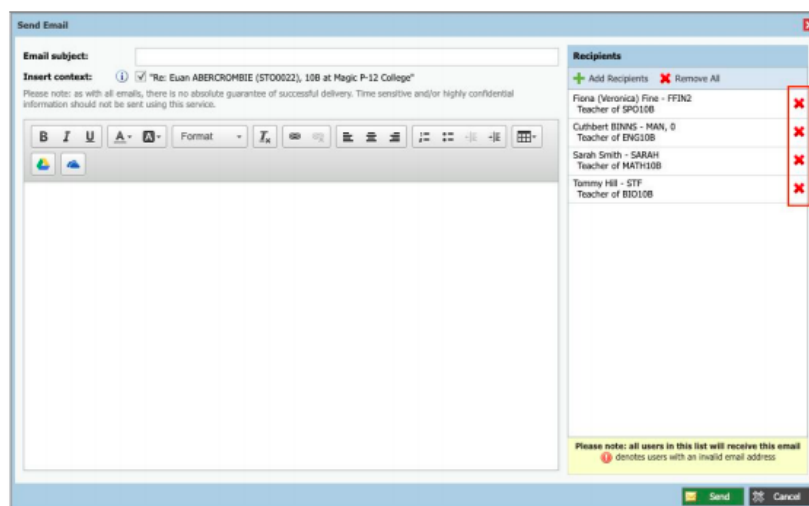 Send Email
Email subject:
Insert context: "Re: Euan ABERCROMBIE (STO0022), 10B at Magic P-12 College"
Please note: as with all emails, there is no absolute guarantee of successful delivery. Time sensitive and/or highly confidential
information should not be sent using this service.
B I U A A Format Tx
Recipients
Add Recipients Remove All
Fiona (Veronica) Fine - FFIN2
Teacher of SPO10B
Cuthbert BINNS - MAN, 0
Teacher of ENG10B
Sarah Smith - SARAH
Teacher of MATH10B
Tommy Hill - STF
Teacher of BIO10B
Please note: all users in this list will receive this email
denotes users with an invalid email address
Send Cancel